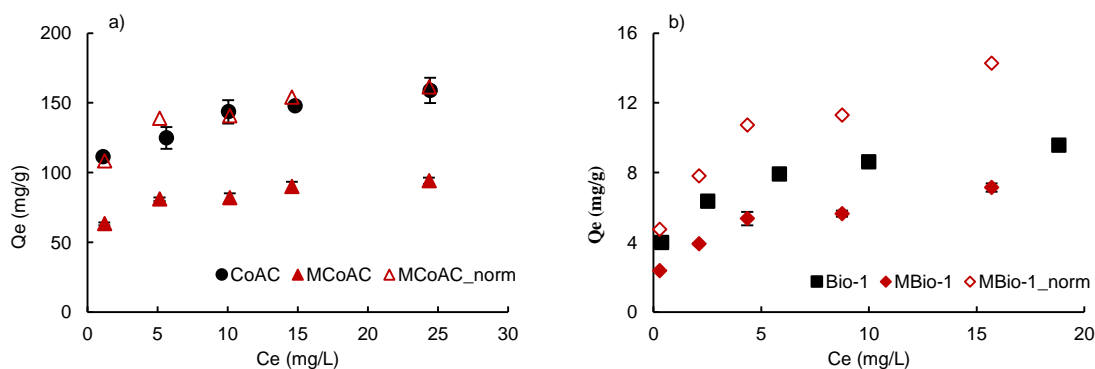 a)
Qe (mg/g)
200
150
100
50
0
CoAC MCoAC MCoAC_norm
0 5 10 15 20 25 30
Ce (mg/L)
b)
Qe (mg/g)
16
12
8
4
0
Bio-1 MBio-1 MBio-1_norm
0 5 10 15 20
Ce (mg/L)